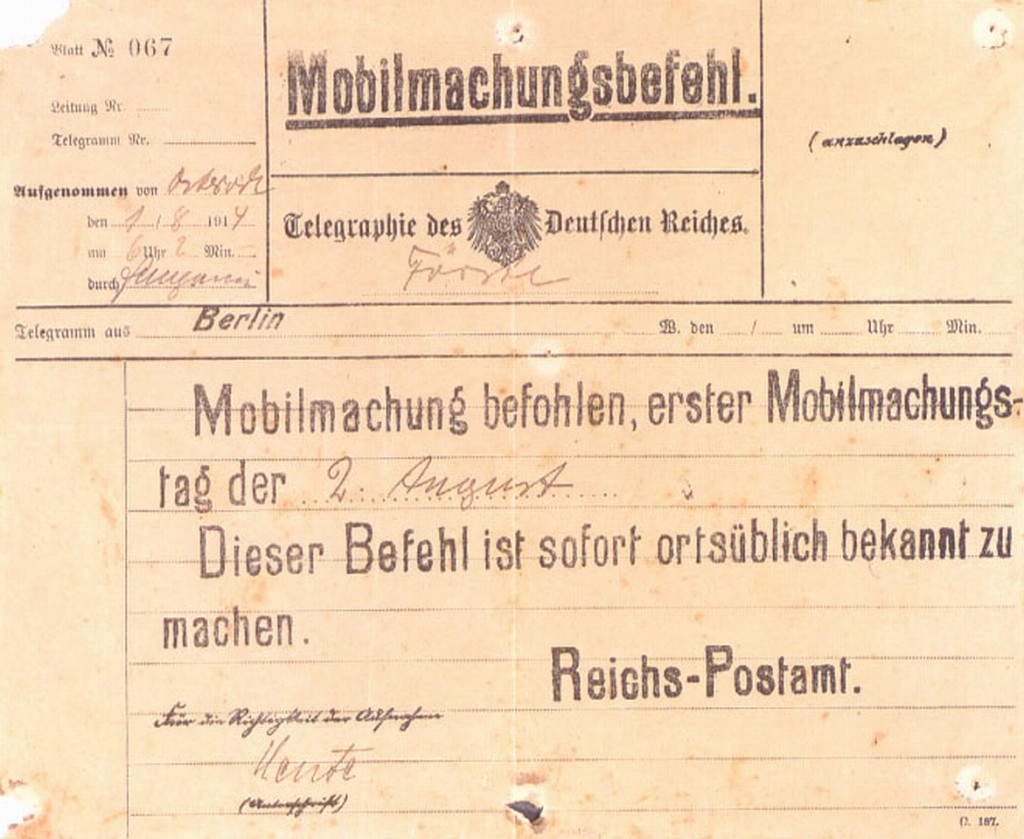 Blatt № 067
Leitung Nr.
Telegramm Nr.
Aufgenommen von
den 1 / 8 1914
um 6 Uhr 2 Min.
durch
Mobilmachungsbefehl.
Telegraphie des Deutschen Reiches.
Förste
(anzuschlagen)
Telegramm aus Berlin W. den / um Uhr Min.
Mobilmachung befohlen, erster Mobilmachungs-
tag der 2. August
Dieser Befehl ist sofort ortsüblich bekannt zu
machen.
Reichs-Postamt.
Für die Richtigkeit der Aufnahme
(Unterschrift)
C. 187.